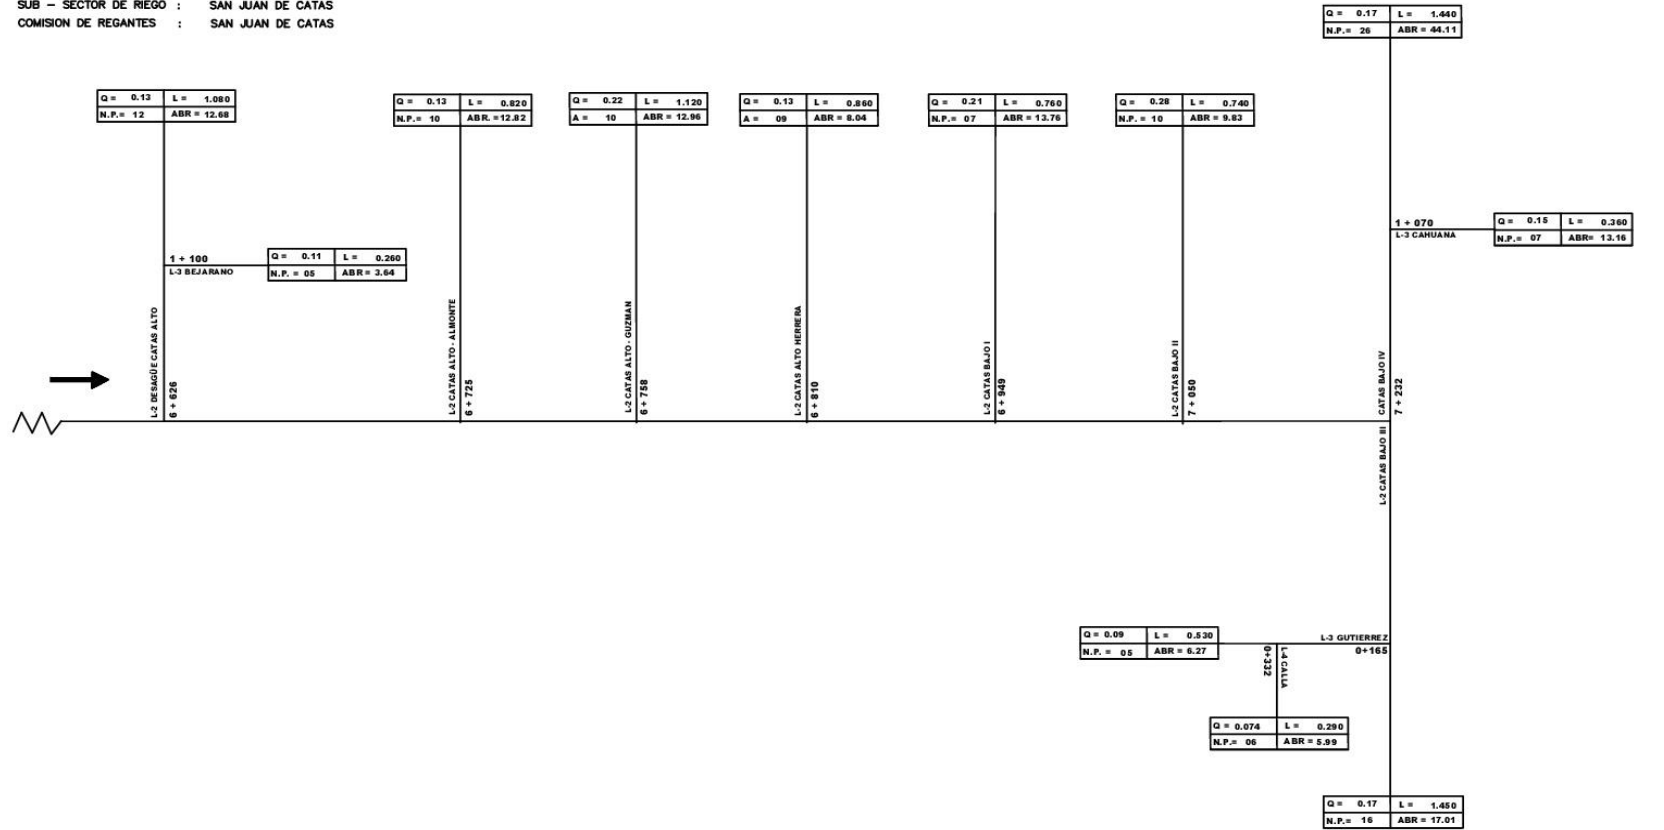 SUB - SECTOR DE RIEGO : SAN JUAN DE CATAS
COMISION DE REGANTES : SAN JUAN DE CATAS
Q = 0.17 L = 1.440
N.P. = 26 ABR = 44.11
Q = 0.13 L = 1.080
N.P. = 12 ABR = 12.68
Q = 0.13 L = 0.820
N.P. = 10 ABR. = 12.82
Q = 0.22 L = 1.120
A = 10 ABR = 12.96
Q = 0.13 L = 0.860
A = 09 ABR = 8.04
Q = 0.21 L = 0.760
N.P. = 07 ABR = 13.76
Q = 0.28 L = 0.740
N.P. = 10 ABR = 9.83
1 + 070
L-3 CAHUANA
Q = 0.15 L = 0.360
N.P. = 07 ABR = 13.16
1 + 100
L-3 BEJARANO
Q = 0.11 L = 0.260
N.P. = 05 ABR = 3.64
L-2 DESAGÜE CATAS ALTO
6 + 626
L-2 CATAS ALTO - ALMONTE
6 + 725
L-2 CATAS ALTO - GUZMAN
6 + 758
L-2 CATAS ALTO HERRERA
6 + 810
L-2 CATAS BAJO I
6 + 949
L-2 CATAS BAJO II
7 + 050
CATAS BAJO IV
7 + 232
L-2 CATAS BAJO III
L-3 GUTIERREZ
0+165
Q = 0.09 L = 0.530
N.P. = 05 ABR = 6.27
0+332
L-4 CALLA
Q = 0.074 L = 0.290
N.P. = 06 ABR = 5.99
Q = 0.17 L = 1.450
N.P. = 16 ABR = 17.01